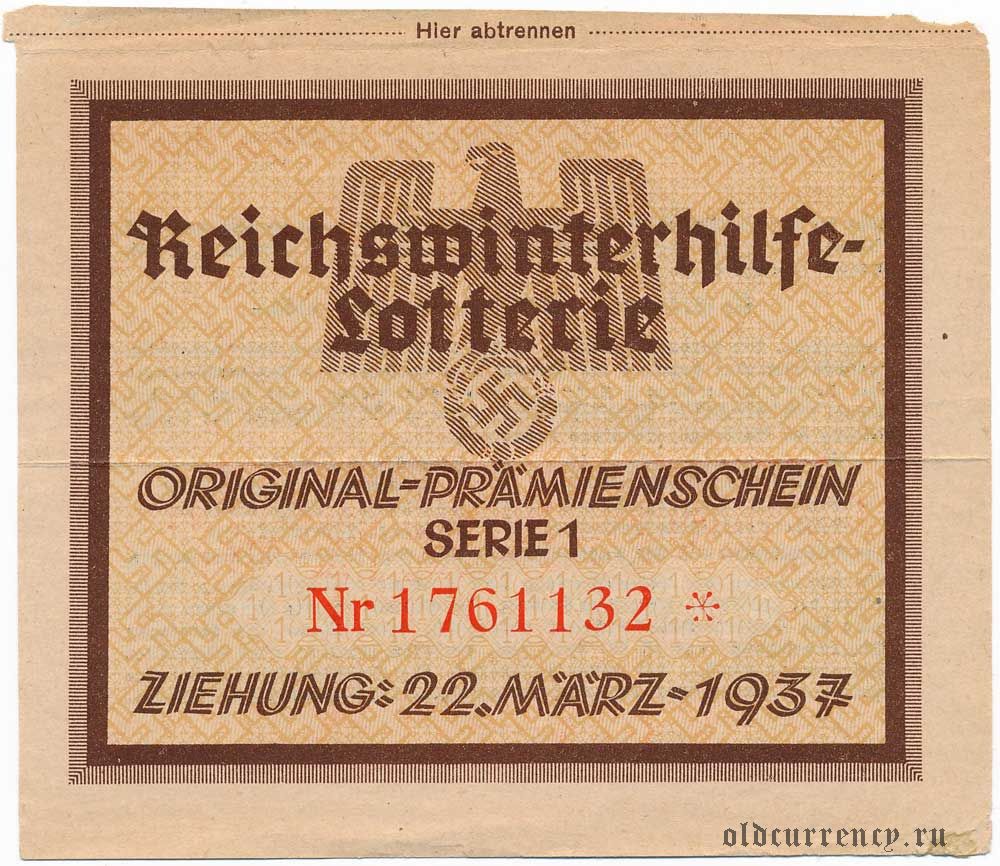 Hier abtrennen
Reichswinterhilfe-
Lotterie
ORIGINAL-PRÄMIENSCHEIN
SERIE 1
Nr 1761132 *
ZIEHUNG: 22. MÄRZ-1937
oldcurrency.ru